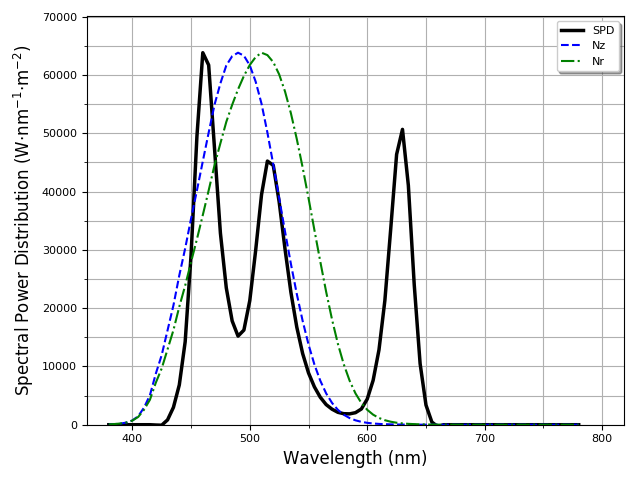 70000
60000
50000
40000
30000
20000
10000
0
400
500
600
700
800
Wavelength (nm)
Spectral Power Distribution (W·nm⁻¹·m⁻²)
SPD
Nz
Nr